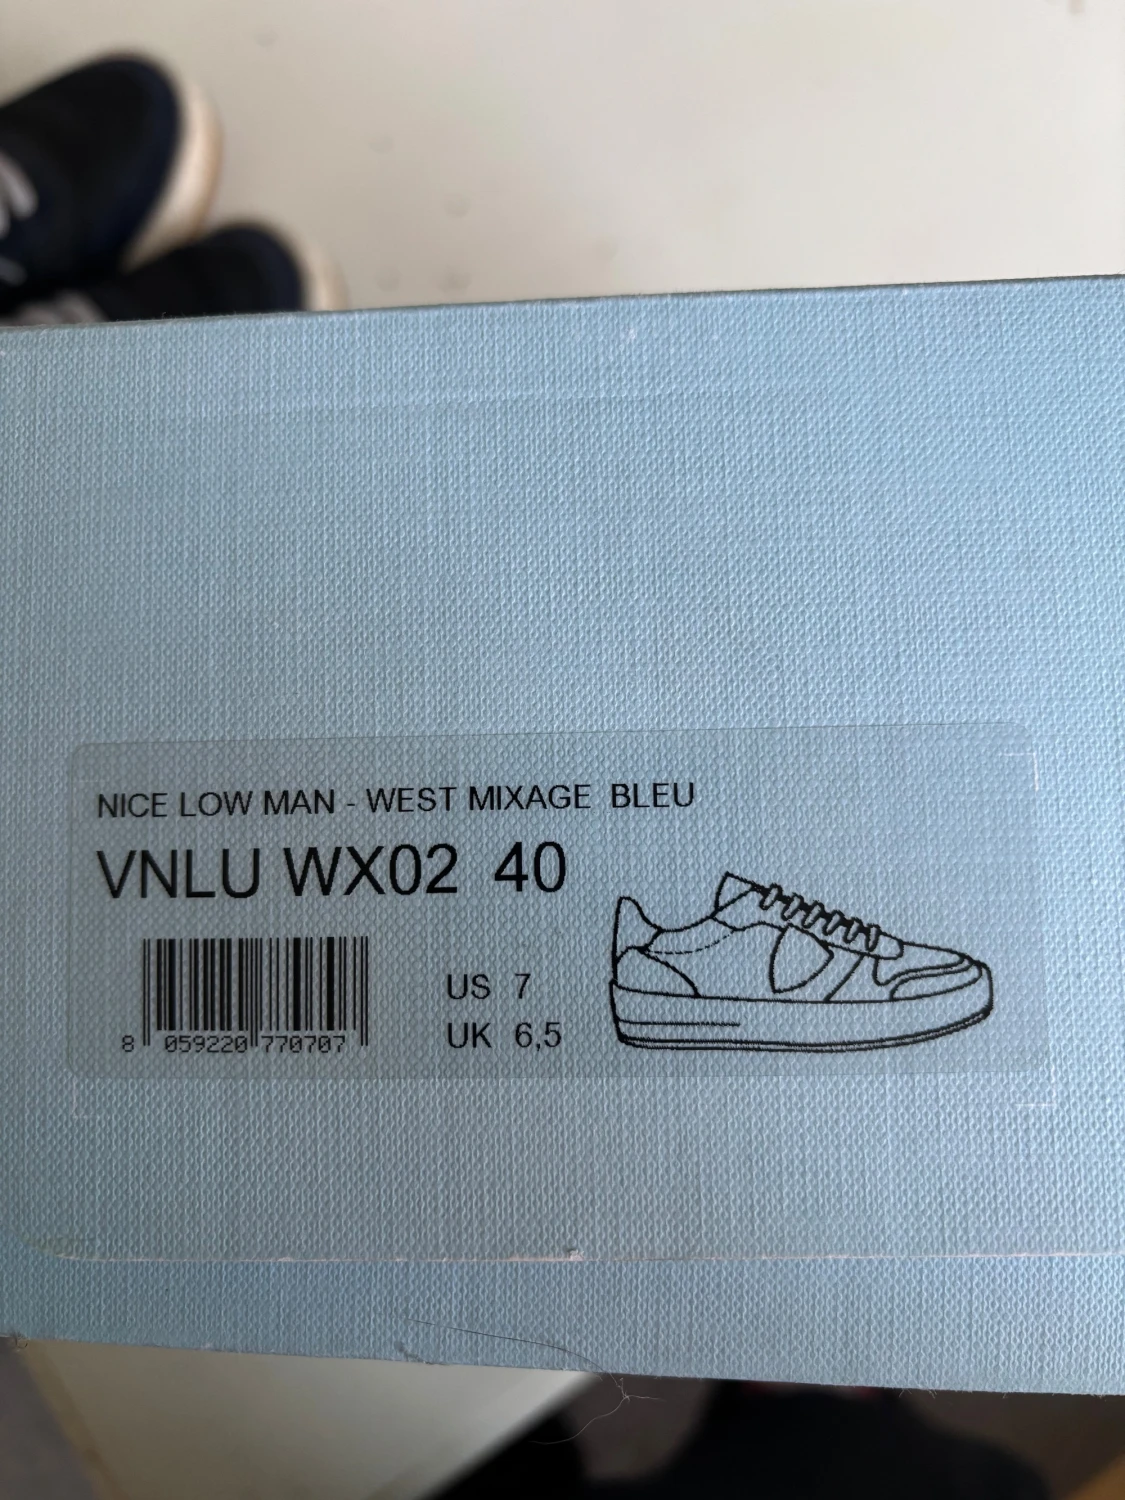 NICE LOW MAN - WEST MIXAGE BLEU
VNLU WX02 40
US 7
UK 6,5
8 059220 770707